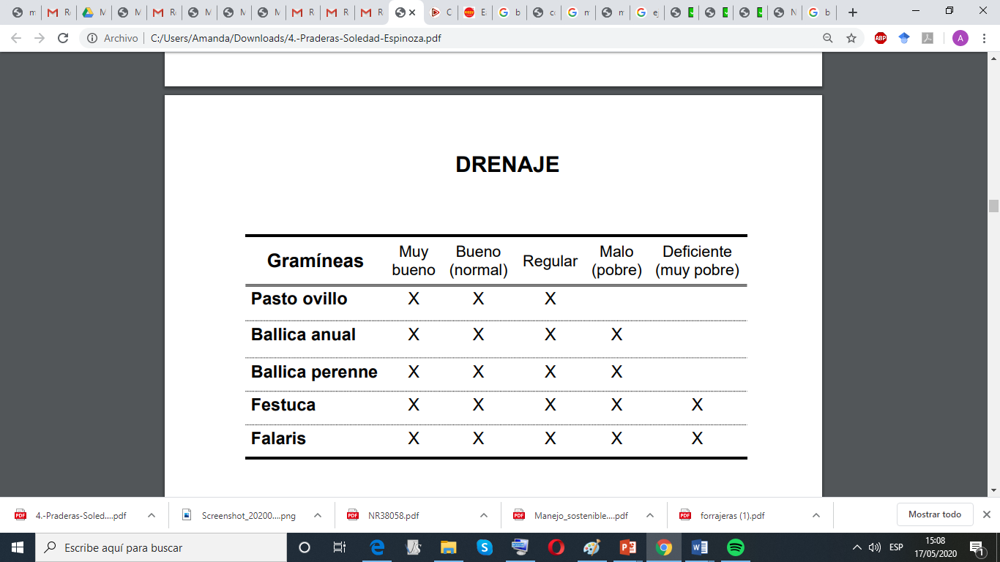 m R M M M M M M R R R C E b c m m ej N b
Archivo C:/Users/Amanda/Downloads/4.-Praderas-Soledad-Espinoza.pdf ABP A
DRENAJE
Gramíneas Muy bueno Bueno (normal) Regular Malo (pobre) Deficiente (muy pobre)
Pasto ovillo X X X
Ballica anual X X X X
Ballica perenne X X X X
Festuca X X X X X
Falaris X X X X X
4.-Praderas-Soled....pdf Screenshot_20200....png NR38058.pdf Manejo_sostenible....pdf forrajeras (1).pdf Mostrar todo
Escribe aquí para buscar ESP 15:08
17/05/2020